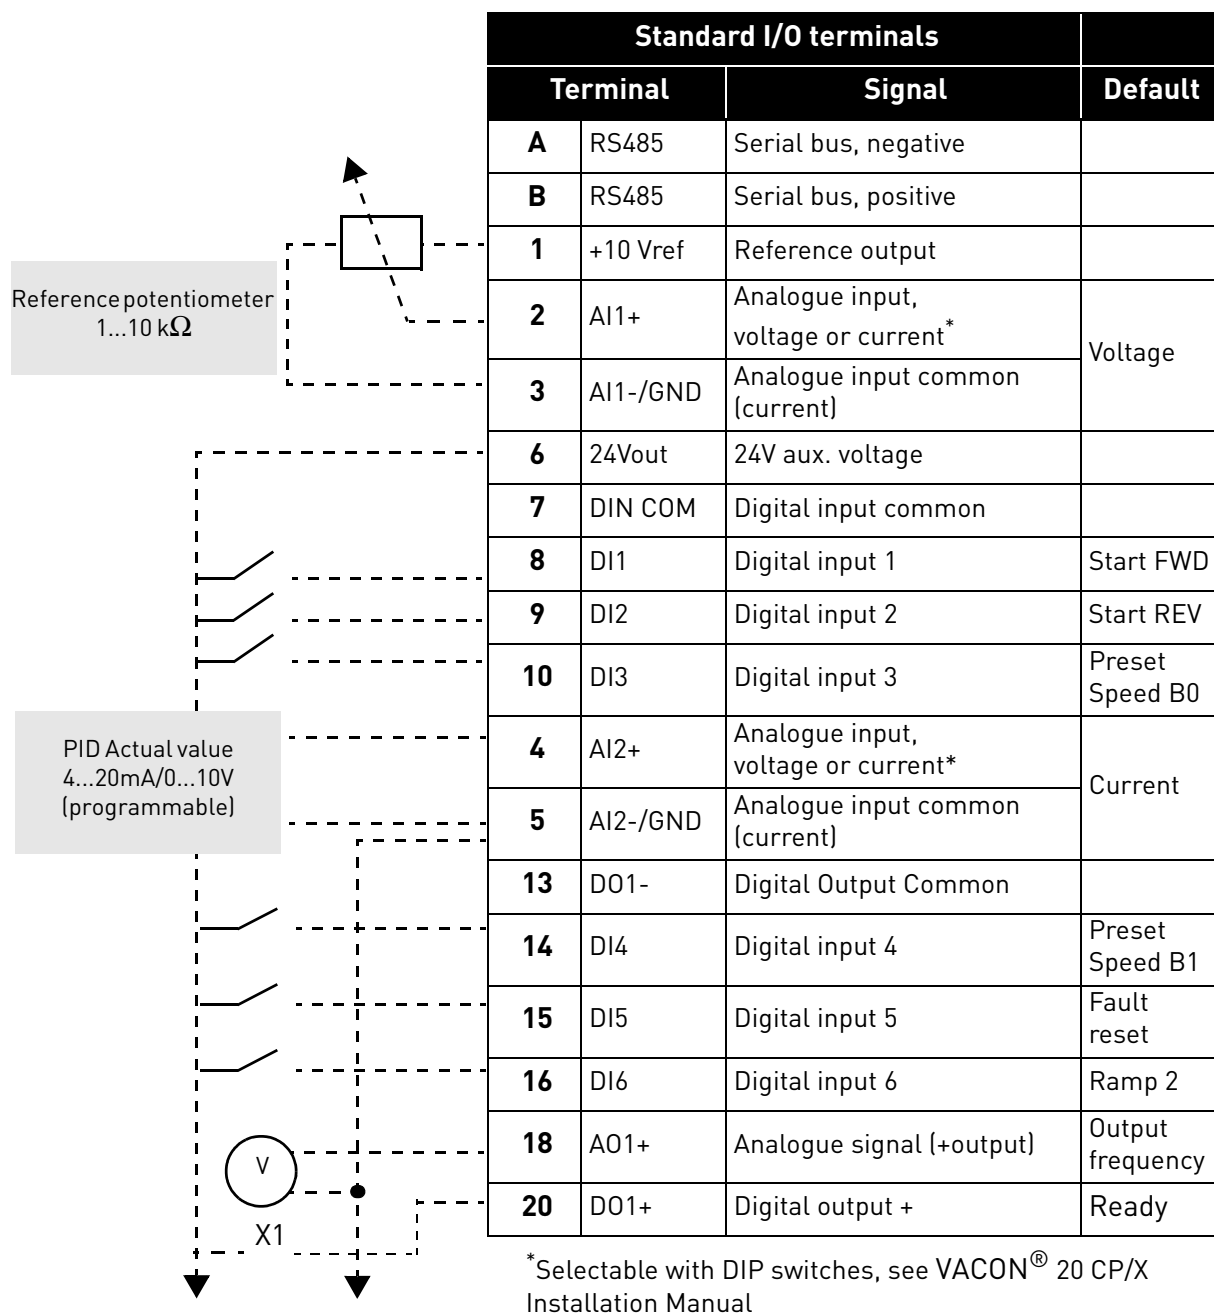 Standard I/O terminals
Terminal Signal Default
A RS485 Serial bus, negative
B RS485 Serial bus, positive
1 +10 Vref Reference output
Reference potentiometer
1...10 kΩ
2 AI1+ Analogue input,
voltage or current*
Voltage
3 AI1-/GND Analogue input common
(current)
6 24Vout 24V aux. voltage
7 DIN COM Digital input common
8 DI1 Digital input 1 Start FWD
9 DI2 Digital input 2 Start REV
10 DI3 Digital input 3 Preset
Speed B0
PID Actual value
4...20mA/0...10V
(programmable)
4 AI2+ Analogue input,
voltage or current*
Current
5 AI2-/GND Analogue input common
(current)
13 DO1- Digital Output Common
14 DI4 Digital input 4 Preset
Speed B1
15 DI5 Digital input 5 Fault
reset
16 DI6 Digital input 6 Ramp 2
18 AO1+ Analogue signal (+output) Output
frequency
V
20 DO1+ Digital output + Ready
X1
*Selectable with DIP switches, see VACON® 20 CP/X
Installation Manual